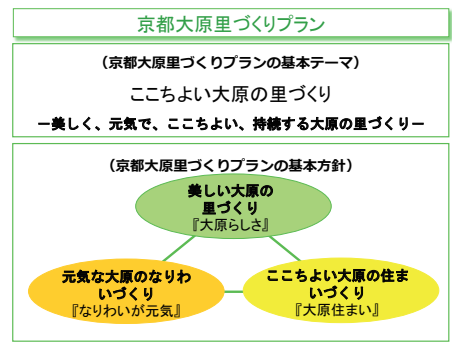 京都大原里づくりプラン
（京都大原里づくりプランの基本テーマ）
ここちよい大原の里づくり
－美しく、元気で、ここちよい、持続する大原の里づくり－
（京都大原里づくりプランの基本方針）
美しい大原の
里づくり
『大原らしさ』
元気な大原のなりわ
いづくり
『なりわいが元気』
ここちよい大原の住ま
いづくり
『大原住まい』